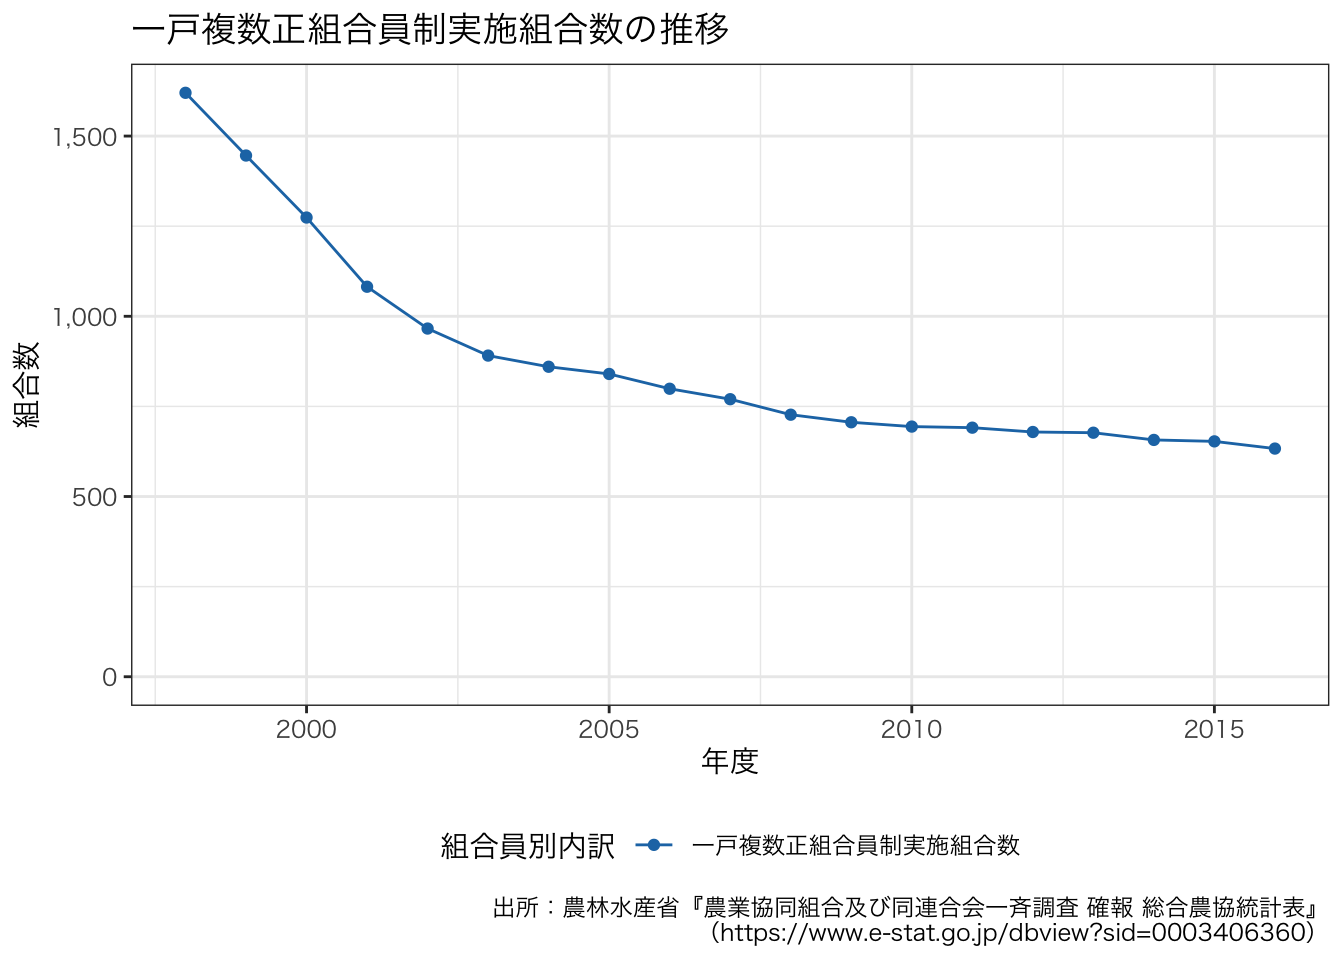 一戸複数正組合員制実施組合数の推移
1,500
1,000
500
0
組合数
2000 2005 2010 2015
年度
組合員別内訳 一戸複数正組合員制実施組合数
出所：農林水産省『農業協同組合及び同連合会一斉調査 確報 総合農協統計表』
（https://www.e-stat.go.jp/dbview?sid=0003406360）